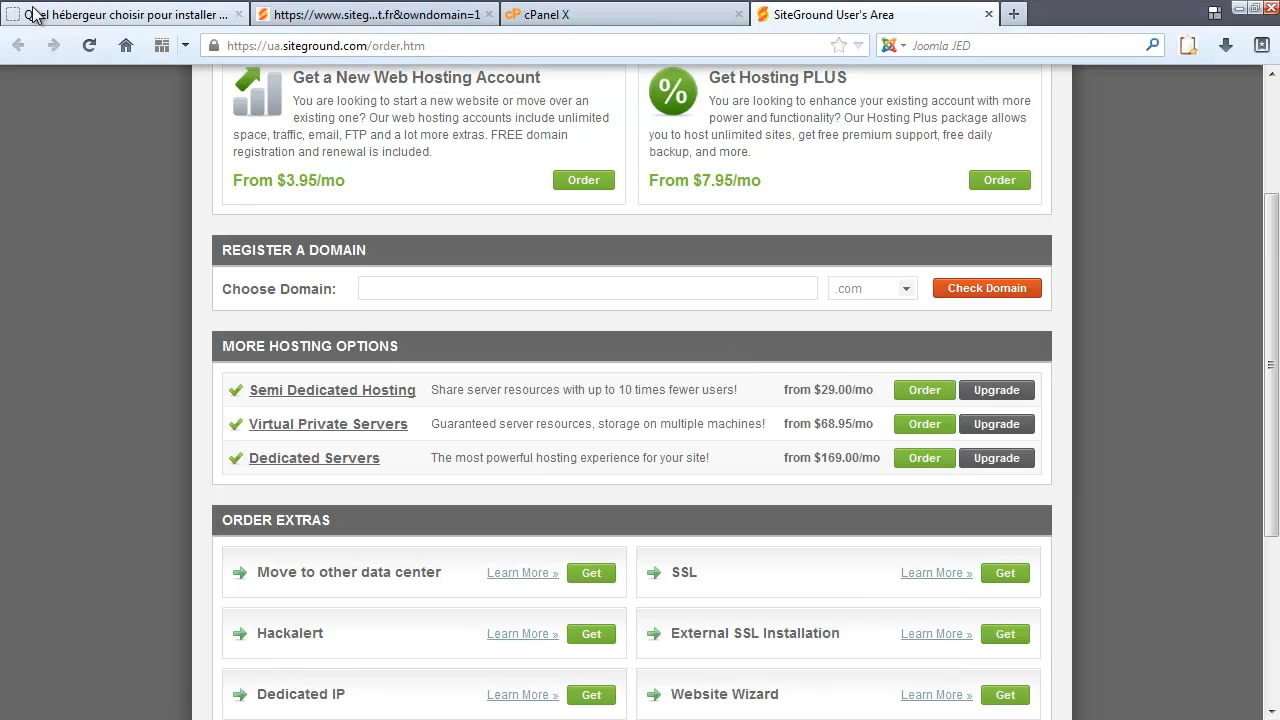 el hébergeur choisir pour installer ...
https://www.siteg...t.fr&owndomain=1
cP cPanel X
SiteGround User's Area
https://ua.siteground.com/order.htm
Joomla JED
Get a New Web Hosting Account
You are looking to start a new website or move over an
existing one? Our web hosting accounts include unlimited
space, traffic, email, FTP and a lot more extras. FREE domain
registration and renewal is included.
From $3.95/mo
Order
%
Get Hosting PLUS
You are looking to enhance your existing account with more
power and functionality? Our Hosting Plus package allows
you to host unlimited sites, get free premium support, free daily
backup, and more.
From $7.95/mo
Order
REGISTER A DOMAIN
Choose Domain:
.com
Check Domain
MORE HOSTING OPTIONS
Semi Dedicated Hosting Share server resources with up to 10 times fewer users! from $29.00/mo Order Upgrade
Virtual Private Servers Guaranteed server resources, storage on multiple machines! from $68.95/mo Order Upgrade
Dedicated Servers The most powerful hosting experience for your site! from $169.00/mo Order Upgrade
ORDER EXTRAS
Move to other data center Learn More » Get
SSL Learn More » Get
Hackalert Learn More » Get
External SSL Installation Learn More » Get
Dedicated IP Learn More » Get
Website Wizard Learn More » Get